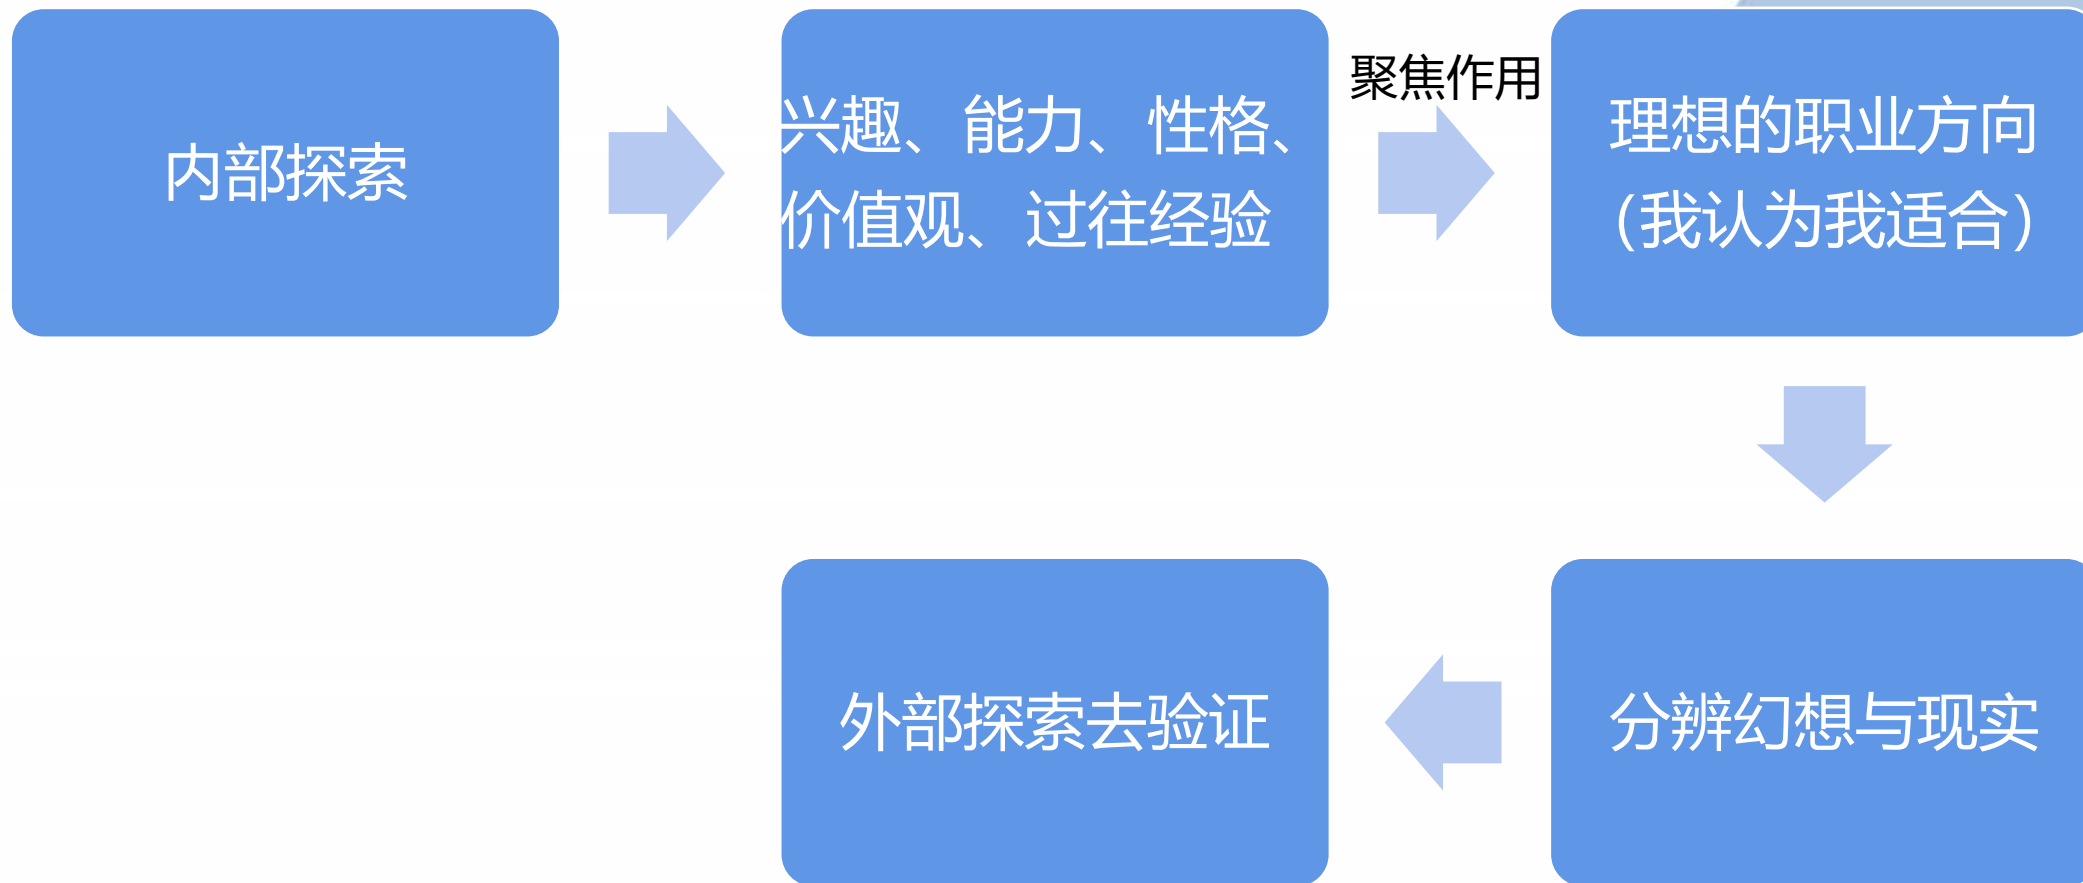 内部探索
兴趣、能力、性格、
价值观、过往经验
聚焦作用
理想的职业方向
（我认为我适合）
分辨幻想与现实
外部探索去验证